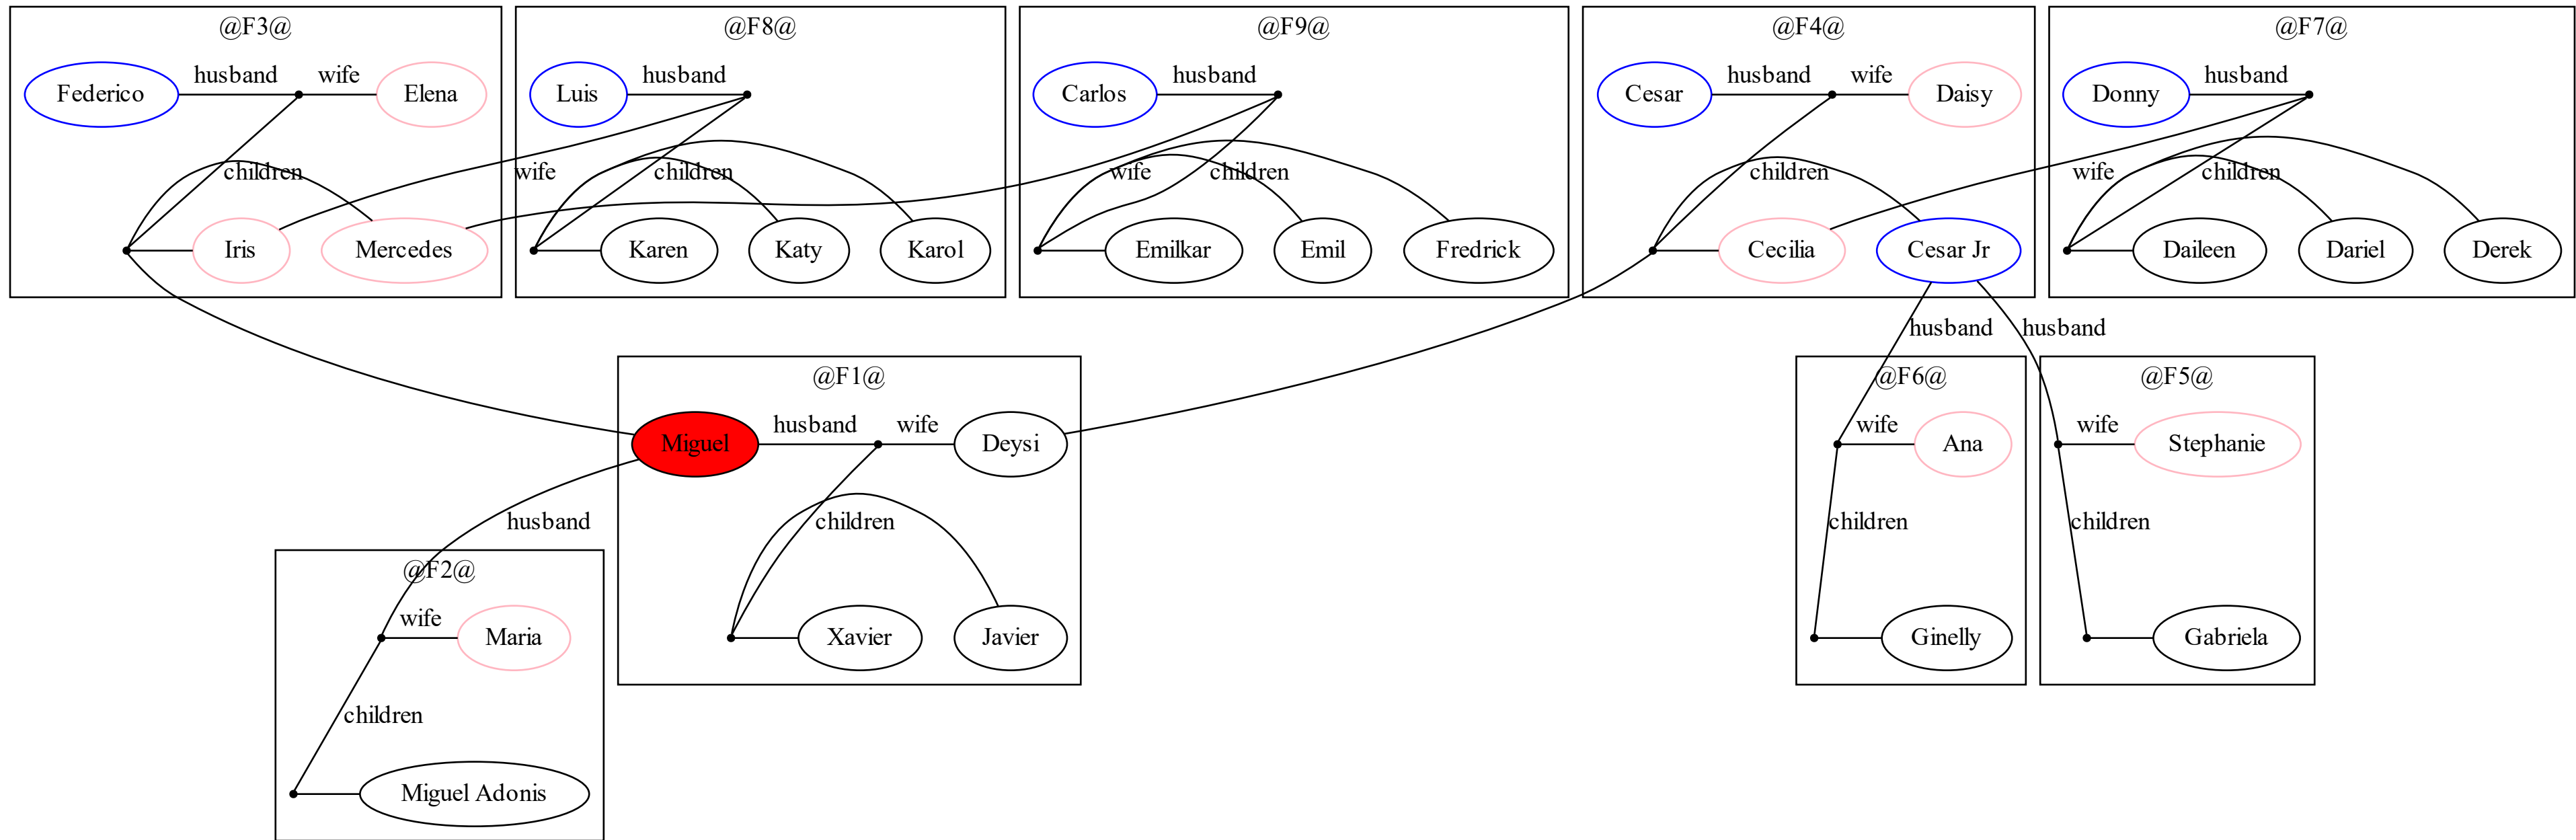 @F3@
@F8@
@F9@
@F4@
@F7@
Federico husband wife Elena
Luis husband
Carlos husband
Cesar husband wife Daisy
Donny husband
children
wife
children
wife
children
children
wife
children
Iris Mercedes
Karen Katy Karol
Emilkar Emil Fredrick
Cecilia Cesar Jr
Daileen Dariel Derek
husband
husband
@F1@
@F6@
@F5@
Miguel husband wife Deysi
wife Ana
wife Stephanie
husband
children
children
children
@F2@
wife Maria
Xavier Javier
Ginelly
Gabriela
children
Miguel Adonis